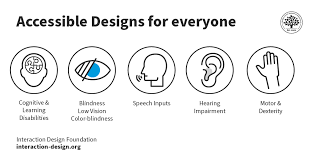 Accessible Designs for everyone
Cognitive &
Learning
Disabilities
Blindness
Low Vision
Color-blindness
Speech Inputs
Hearing
Impairment
Motor &
Dexterity
Interaction Design Foundation
interaction-design.org